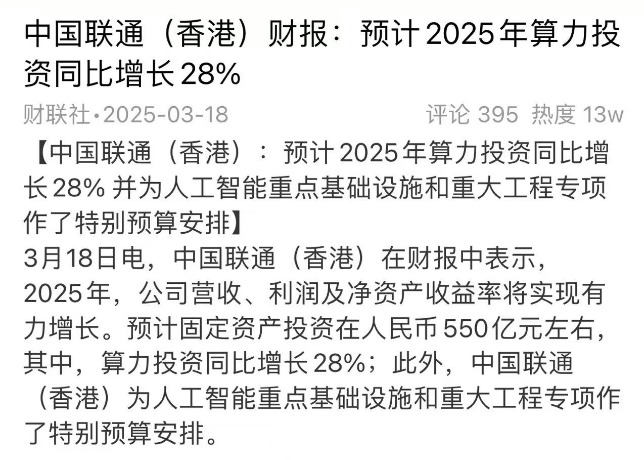 中国联通（香港）财报：预计2025年算力投
资同比增长28%
财联社·2025-03-18 评论 395 热度 13w
【中国联通（香港）：预计2025年算力投资同比增
长28% 并为人工智能重点基础设施和重大工程专项
作了特别预算安排】
3月18日电，中国联通（香港）在财报中表示，
2025年，公司营收、利润及净资产收益率将实现有
力增长。预计固定资产投资在人民币550亿元左右，
其中，算力投资同比增长28%；此外，中国联通
（香港）为人工智能重点基础设施和重大工程专项作
了特别预算安排。